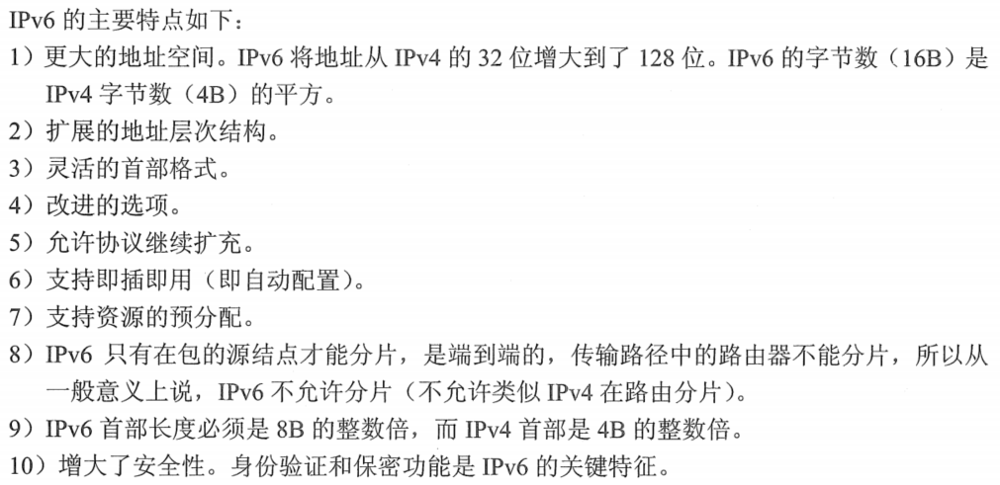 IPv6 的主要特点如下：
1）更大的地址空间。IPv6 将地址从 IPv4 的 32 位增大到了 128 位。IPv6 的字节数（16B）是
IPv4 字节数（4B）的平方。
2）扩展的地址层次结构。
3）灵活的首部格式。
4）改进的选项。
5）允许协议继续扩充。
6）支持即插即用（即自动配置）。
7）支持资源的预分配。
8）IPv6 只有在包的源结点才能分片，是端到端的，传输路径中的路由器不能分片，所以从
一般意义上说，IPv6 不允许分片（不允许类似 IPv4 在路由分片）。
9）IPv6 首部长度必须是 8B 的整数倍，而 IPv4 首部是 4B 的整数倍。
10）增大了安全性。身份验证和保密功能是 IPv6 的关键特征。